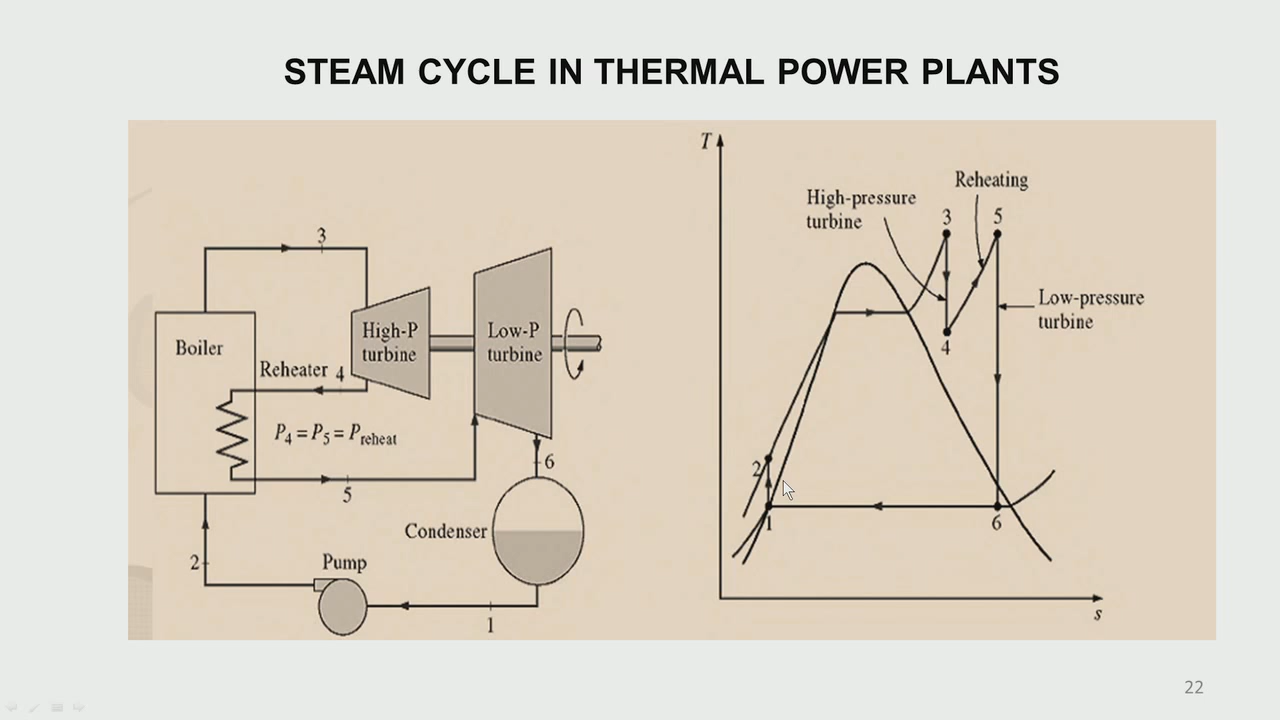 STEAM CYCLE IN THERMAL POWER PLANTS
3
High-P
turbine
Low-P
turbine
Boiler
Reheater 4
P4 = P5 = Preheat
5
6
Condenser
2
Pump
1
T
High-pressure
turbine
Reheating
3
5
Low-pressure
turbine
4
2
1
6
s
22